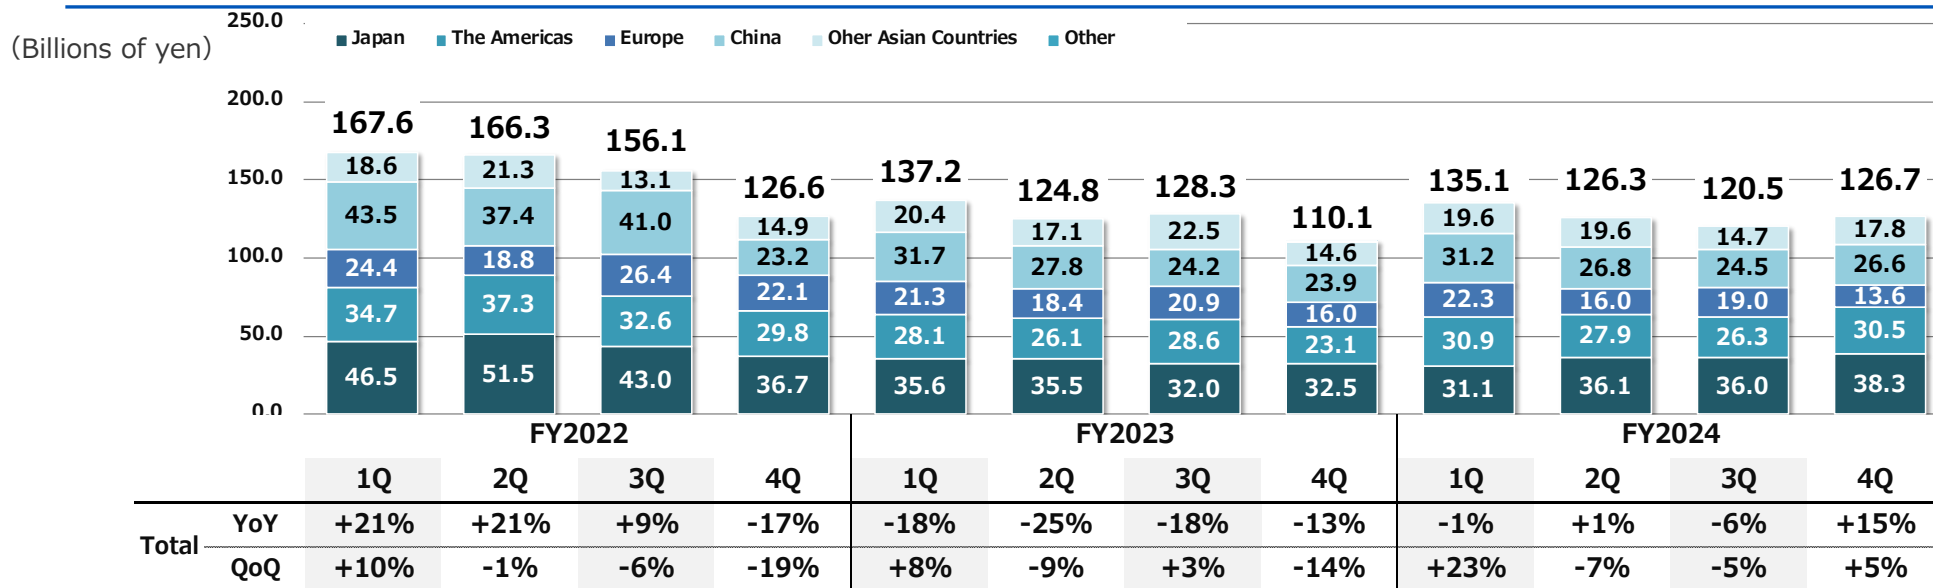 250.0
(Billions of yen)
Japan The Americas Europe China Oher Asian Countries Other
200.0
167.6 166.3 156.1 126.6 137.2 124.8 128.3 110.1 135.1 126.3 120.5 126.7
150.0
18.6 21.3 13.1 14.9 20.4 17.1 22.5 14.6 19.6 19.6 14.7 17.8
43.5 37.4 41.0 23.2 31.7 27.8 24.2 23.9 31.2 26.8 24.5 26.6
100.0
24.4 18.8 26.4 22.1 21.3 18.4 20.9 16.0 22.3 16.0 19.0 13.6
34.7 37.3 32.6 29.8 28.1 26.1 28.6 23.1 30.9 27.9 26.3 30.5
50.0
46.5 51.5 43.0 36.7 35.6 35.5 32.0 32.5 31.1 36.1 36.0 38.3
0.0
FY2022 FY2023 FY2024
1Q 2Q 3Q 4Q 1Q 2Q 3Q 4Q 1Q 2Q 3Q 4Q
Total
YoY +21% +21% +9% -17% -18% -25% -18% -13% -1% +1% -6% +15%
QoQ +10% -1% -6% -19% +8% -9% +3% -14% +23% -7% -5% +5%